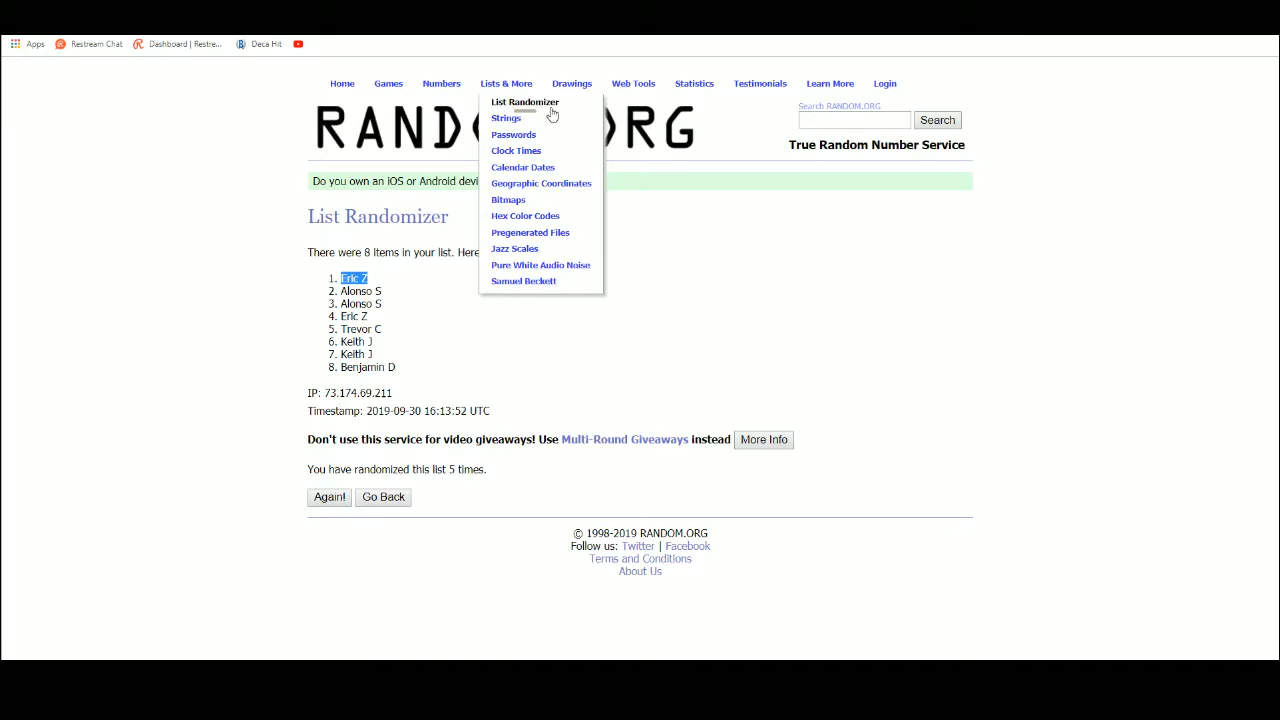 Apps Restream Chat Dashboard | Restre... Deca Hit
Home Games Numbers Lists & More Drawings Web Tools Statistics Testimonials Learn More Login
List Randomizer
Strings
Passwords
Clock Times
Calendar Dates
Geographic Coordinates
Bitmaps
Hex Color Codes
Pregenerated Files
Jazz Scales
Pure White Audio Noise
Samuel Beckett
RAND RG
Search RANDOM.ORG
Search
True Random Number Service
Do you own an iOS or Android devi
List Randomizer
There were 8 items in your list. Here
1. Eric Z
2. Alonso S
3. Alonso S
4. Eric Z
5. Trevor C
6. Keith J
7. Keith J
8. Benjamin D
IP: 73.174.69.211
Timestamp: 2019-09-30 16:13:52 UTC
Don't use this service for video giveaways! Use Multi-Round Giveaways instead More Info
You have randomized this list 5 times.
Again! Go Back
© 1998-2019 RANDOM.ORG
Follow us: Twitter | Facebook
Terms and Conditions
About Us